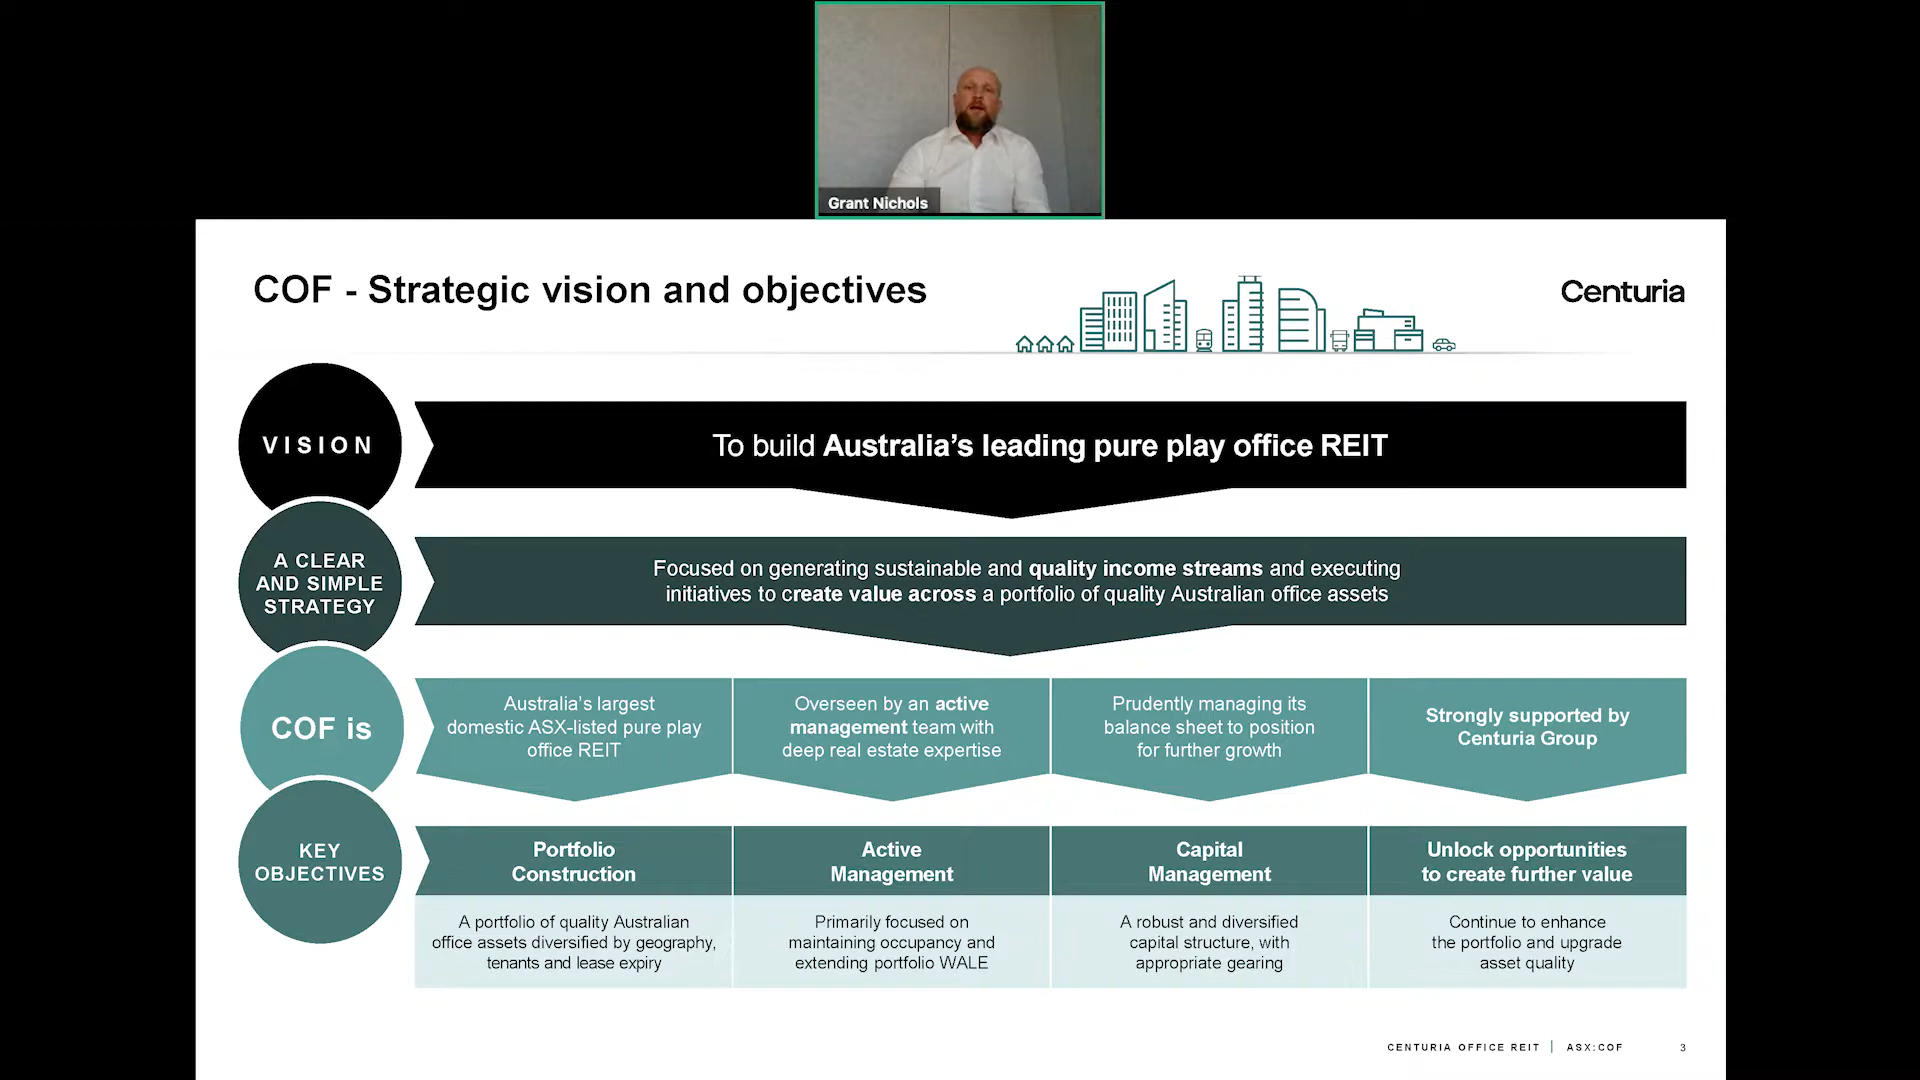 Grant Nichols
COF - Strategic vision and objectives
Centuria
VISION
To build Australia’s leading pure play office REIT
A CLEAR
AND SIMPLE
STRATEGY
Focused on generating sustainable and quality income streams and executing
initiatives to create value across a portfolio of quality Australian office assets
COF is
Australia’s largest
domestic ASX-listed pure play
office REIT
Overseen by an active
management team with
deep real estate expertise
Prudently managing its
balance sheet to position
for further growth
Strongly supported by
Centuria Group
KEY
OBJECTIVES
Portfolio
Construction
Active
Management
Capital
Management
Unlock opportunities
to create further value
A portfolio of quality Australian
office assets diversified by geography,
tenants and lease expiry
Primarily focused on
maintaining occupancy and
extending portfolio WALE
A robust and diversified
capital structure, with
appropriate gearing
Continue to enhance
the portfolio and upgrade
asset quality
CENTURIA OFFICE REIT | ASX:COF 3